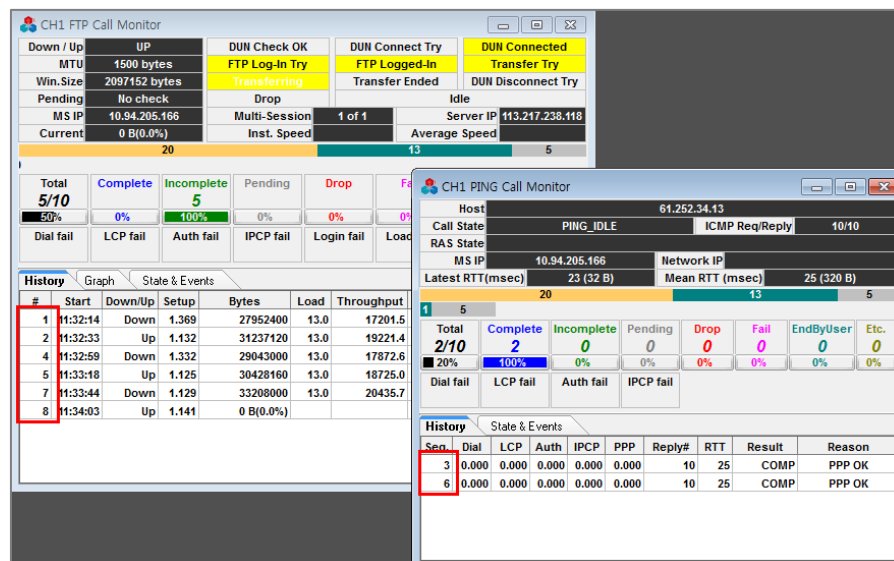 CH1 FTP Call Monitor
Down / Up UP DUN Check OK DUN Connect Try DUN Connected
MTU 1500 bytes FTP Log-In Try FTP Logged-In Transfer Try
Win.Size 2097152 bytes Transferring Transfer Ended DUN Disconnect Try
Pending No check Drop Idle
MS IP 10.94.205.166 Multi-Session 1 of 1 Server IP 113.217.238.118
Current 0 B(0.0%) Inst. Speed Average Speed
20 13 5
Total Complete Incomplete Pending Drop
5/10 5
50% 0% 100% 0% 0%
Dial fail LCP fail Auth fail IPCP fail Login fail
History Graph State & Events
# Start Down/Up Setup Bytes Load Throughput
1 11:32:14 Down 1.369 27952400 13.0 17201.5
2 11:32:33 Up 1.132 31237120 13.0 19221.4
4 11:32:59 Down 1.332 29043000 13.0 17872.6
5 11:33:18 Up 1.125 30428160 13.0 18725.0
7 11:33:44 Down 1.129 33208000 13.0 20435.7
8 11:34:03 Up 1.141 0 B(0.0%)
CH1 PING Call Monitor
Host 61.252.34.13
Call State PING_IDLE ICMP Req/Reply 10/10
RAS State
MS IP 10.94.205.166 Network IP
Latest RTT(msec) 23 (32 B) Mean RTT (msec) 25 (320 B)
20 13 5
1 5
Total Complete Incomplete Pending Drop Fail EndByUser Etc.
2/10 2 0 0 0 0 0 0
20% 100% 0% 0% 0% 0% 0% 0%
Dial fail LCP fail Auth fail IPCP fail
History State & Events
Seq. Dial LCP Auth IPCP PPP Reply# RTT Result Reason
3 0.000 0.000 0.000 0.000 0.000 10 25 COMP PPP OK
6 0.000 0.000 0.000 0.000 0.000 10 25 COMP PPP OK